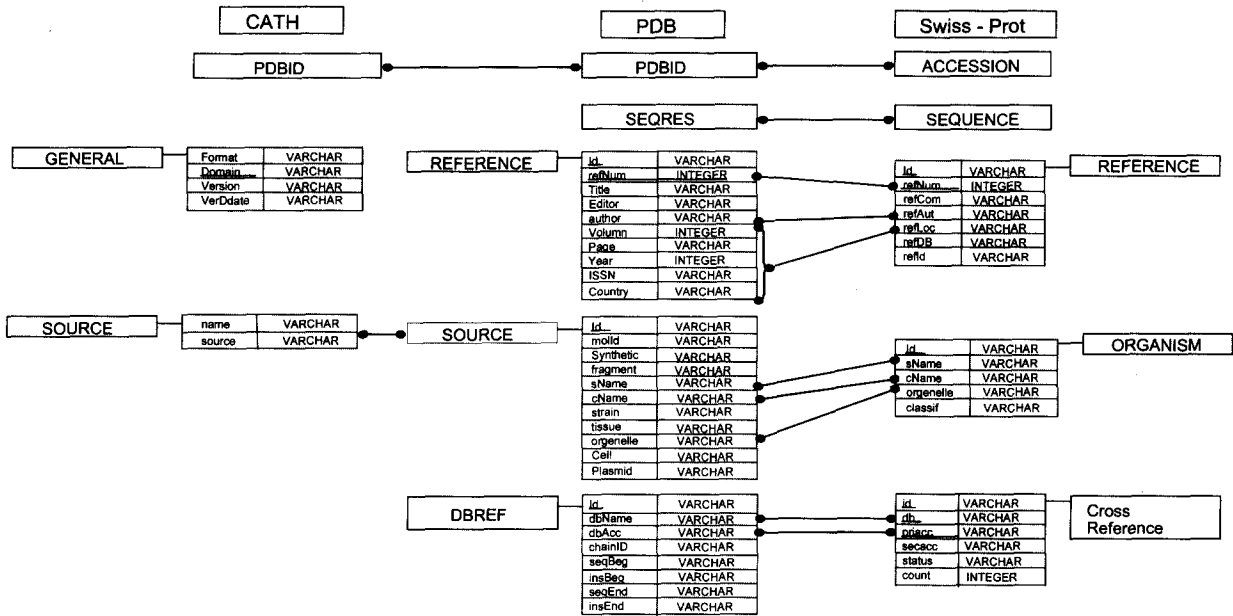 CATH PDB Swiss - Prot
PDBID PDBID ACCESSION
SEQRES SEQUENCE
GENERAL
Format VARCHAR
Domain VARCHAR
Version VARCHAR
VerDdate VARCHAR
REFERENCE
Id VARCHAR
refNum INTEGER
Title VARCHAR
Editor VARCHAR
author VARCHAR
Volumn INTEGER
Page VARCHAR
Year INTEGER
ISSN VARCHAR
Country VARCHAR
REFERENCE
Id VARCHAR
refNum INTEGER
refCom VARCHAR
refAut VARCHAR
refLoc VARCHAR
refDB VARCHAR
refId VARCHAR
SOURCE
name VARCHAR
source VARCHAR
SOURCE
Id VARCHAR
molId VARCHAR
Synthetic VARCHAR
fragment VARCHAR
sName VARCHAR
cName VARCHAR
strain VARCHAR
tissue VARCHAR
orgenelle VARCHAR
Cell VARCHAR
Plasmid VARCHAR
ORGANISM
Id VARCHAR
sName VARCHAR
cName VARCHAR
orgenelle VARCHAR
classif VARCHAR
DBREF
Id VARCHAR
dbName VARCHAR
dbAcc VARCHAR
chainID VARCHAR
seqBeg VARCHAR
insBeg VARCHAR
seqEnd VARCHAR
insEnd VARCHAR
Cross
Reference
id VARCHAR
db VARCHAR
priacc VARCHAR
secacc VARCHAR
status VARCHAR
count INTEGER